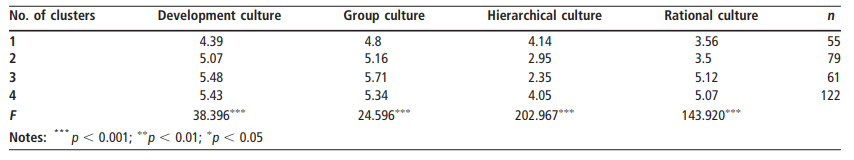 No. of clusters Development culture Group culture Hierarchical culture Rational culture n
1 4.39 4.8 4.14 3.56 55
2 5.07 5.16 2.95 3.5 79
3 5.48 5.71 2.35 5.12 61
4 5.43 5.34 4.05 5.07 122
F 38.396*** 24.596*** 202.967*** 143.920***
Notes: ***p < 0.001; **p < 0.01; *p < 0.05